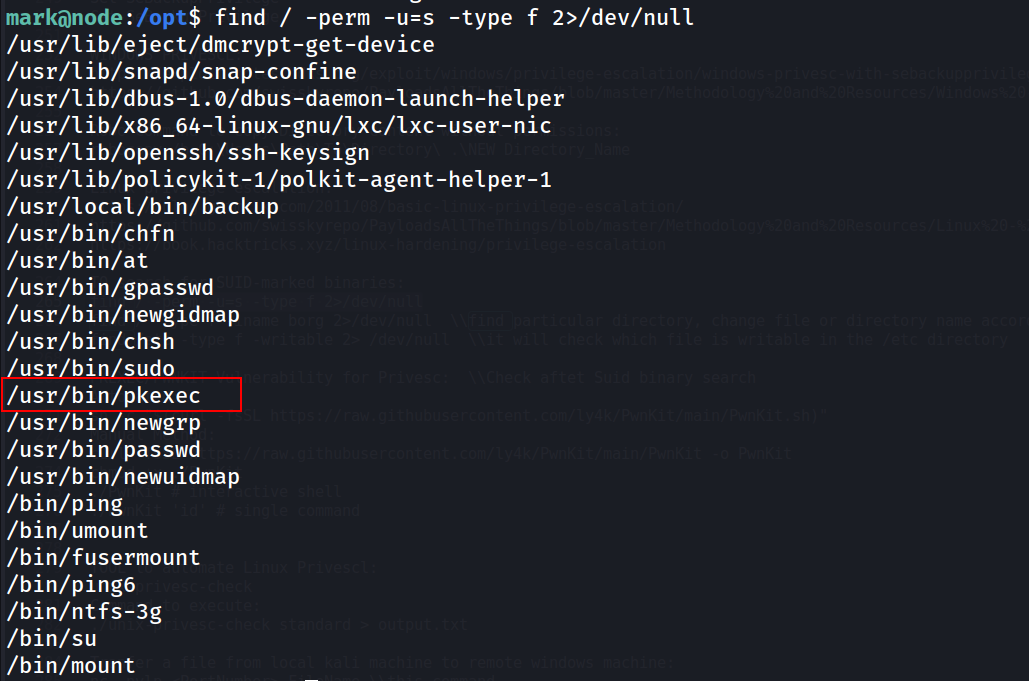 mark@node:/opt$ find / -perm -u=s -type f 2>/dev/null
/usr/lib/eject/dmcrypt-get-device
/usr/lib/snapd/snap-confine
/usr/lib/dbus-1.0/dbus-daemon-launch-helper
/usr/lib/x86_64-linux-gnu/lxc/lxc-user-nic
/usr/lib/openssh/ssh-keysign
/usr/lib/policykit-1/polkit-agent-helper-1
/usr/local/bin/backup
/usr/bin/chfn
/usr/bin/at
/usr/bin/gpasswd
/usr/bin/newgidmap
/usr/bin/chsh
/usr/bin/sudo
/usr/bin/pkexec
/usr/bin/newgrp
/usr/bin/passwd
/usr/bin/newuidmap
/bin/ping
/bin/umount
/bin/fusermount
/bin/ping6
/bin/ntfs-3g
/bin/su
/bin/mount